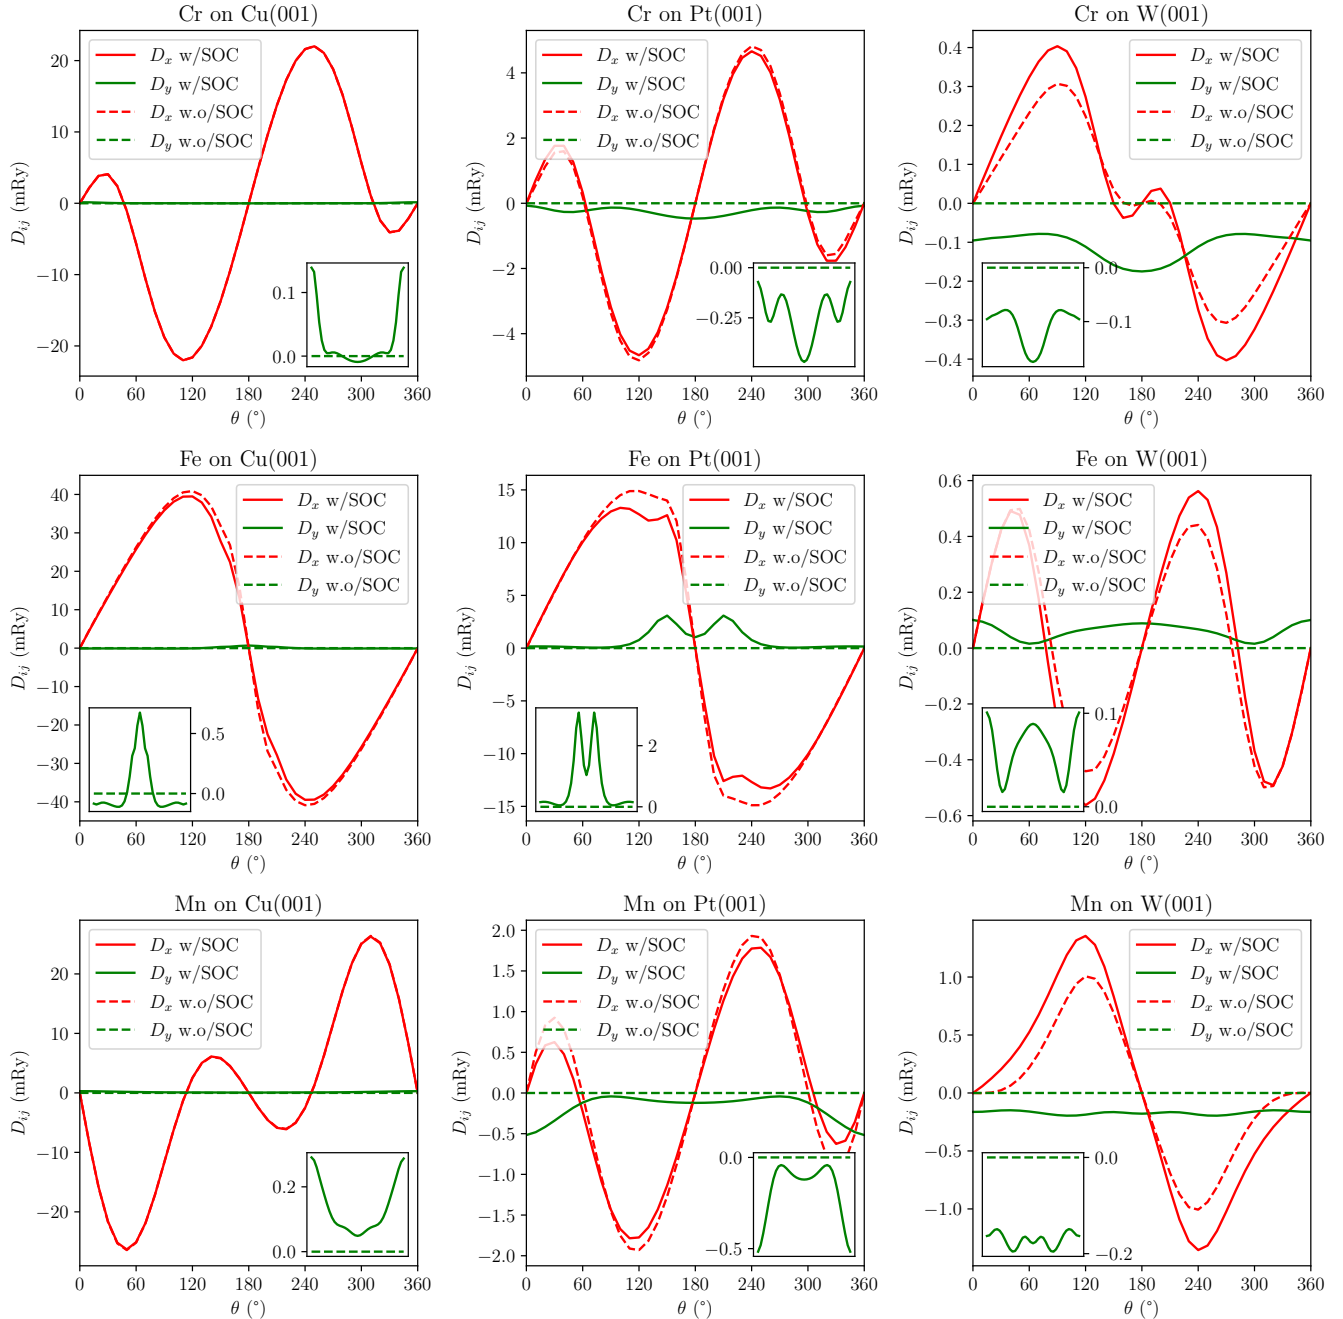 Cr on Cu(001)
20
10
0
−10
−20
D_ij (mRy)
D_x w/SOC
D_y w/SOC
D_x w.o/SOC
D_y w.o/SOC
0.1
0.0
0 60 120 180 240 300 360
θ (°)
Cr on Pt(001)
4
2
0
−2
−4
D_ij (mRy)
D_x w/SOC
D_y w/SOC
D_x w.o/SOC
D_y w.o/SOC
0.00
−0.25
0 60 120 180 240 300 360
θ (°)
Cr on W(001)
0.4
0.3
0.2
0.1
0.0
−0.1
−0.2
−0.3
−0.4
D_ij (mRy)
D_x w/SOC
D_y w/SOC
D_x w.o/SOC
D_y w.o/SOC
0.0
−0.1
0 60 120 180 240 300 360
θ (°)
Fe on Cu(001)
40
30
20
10
0
−10
−20
−30
−40
D_ij (mRy)
D_x w/SOC
D_y w/SOC
D_x w.o/SOC
D_y w.o/SOC
0.5
0.0
0 60 120 180 240 300 360
θ (°)
Fe on Pt(001)
15
10
5
0
−5
−10
−15
D_ij (mRy)
D_x w/SOC
D_y w/SOC
D_x w.o/SOC
D_y w.o/SOC
2
0
0 60 120 180 240 300 360
θ (°)
Fe on W(001)
0.6
0.4
0.2
0.0
−0.2
−0.4
−0.6
D_ij (mRy)
D_x w/SOC
D_y w/SOC
D_x w.o/SOC
D_y w.o/SOC
0.1
0.0
0 60 120 180 240 300 360
θ (°)
Mn on Cu(001)
20
10
0
−10
−20
D_ij (mRy)
D_x w/SOC
D_y w/SOC
D_x w.o/SOC
D_y w.o/SOC
0.2
0.0
0 60 120 180 240 300 360
θ (°)
Mn on Pt(001)
2.0
1.5
1.0
0.5
0.0
−0.5
−1.0
−1.5
−2.0
D_ij (mRy)
D_x w/SOC
D_y w/SOC
D_x w.o/SOC
D_y w.o/SOC
0.0
−0.5
0 60 120 180 240 300 360
θ (°)
Mn on W(001)
1.0
0.5
0.0
−0.5
−1.0
D_ij (mRy)
D_x w/SOC
D_y w/SOC
D_x w.o/SOC
D_y w.o/SOC
0.0
−0.2
0 60 120 180 240 300 360
θ (°)